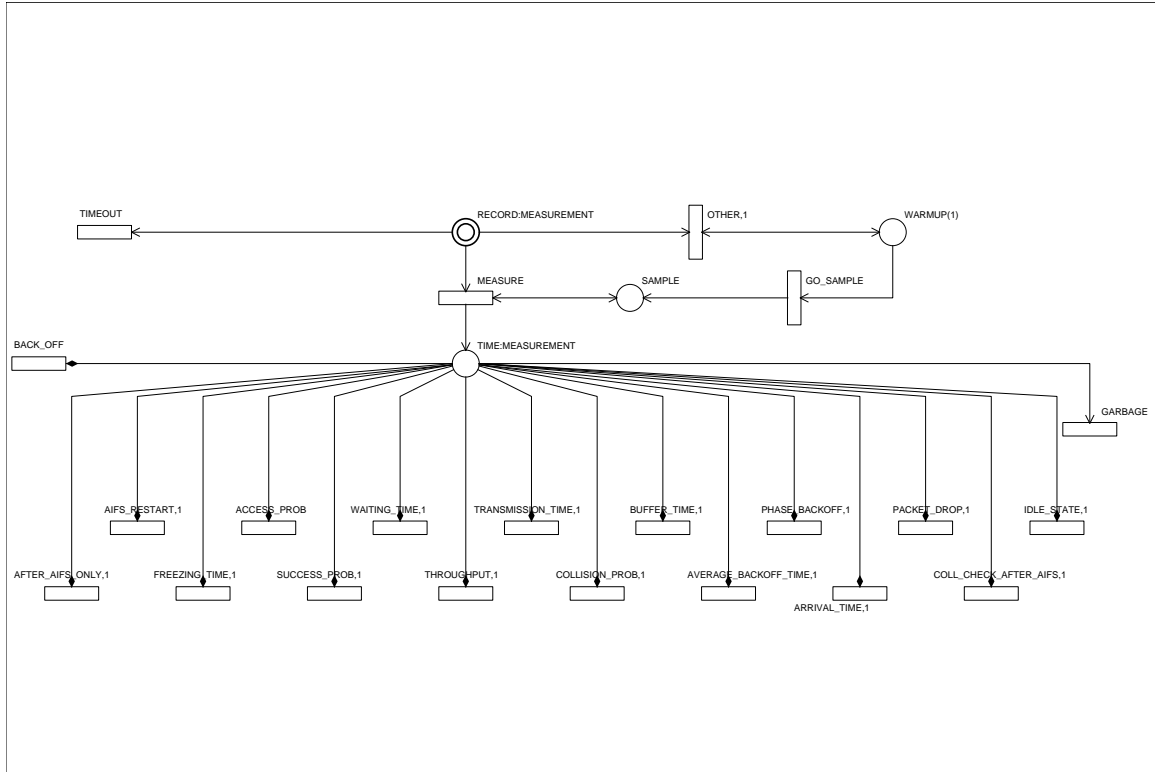 TIMEOUT
RECORD:MEASUREMENT
OTHER,1
WARMUP(1)
MEASURE
SAMPLE
GO_SAMPLE
BACK_OFF
TIME:MEASUREMENT
GARBAGE
AIFS_RESTART,1
ACCESS_PROB
WAITING_TIME,1
TRANSMISSION_TIME,1
BUFFER_TIME,1
PHASE_BACKOFF,1
PACKET_DROP,1
IDLE_STATE,1
AFTER_AIFS_ONLY,1
FREEZING_TIME,1
SUCCESS_PROB,1
THROUGHPUT,1
COLLISION_PROB,1
AVERAGE_BACKOFF_TIME,1
COLL_CHECK_AFTER_AIFS,1
ARRIVAL_TIME,1